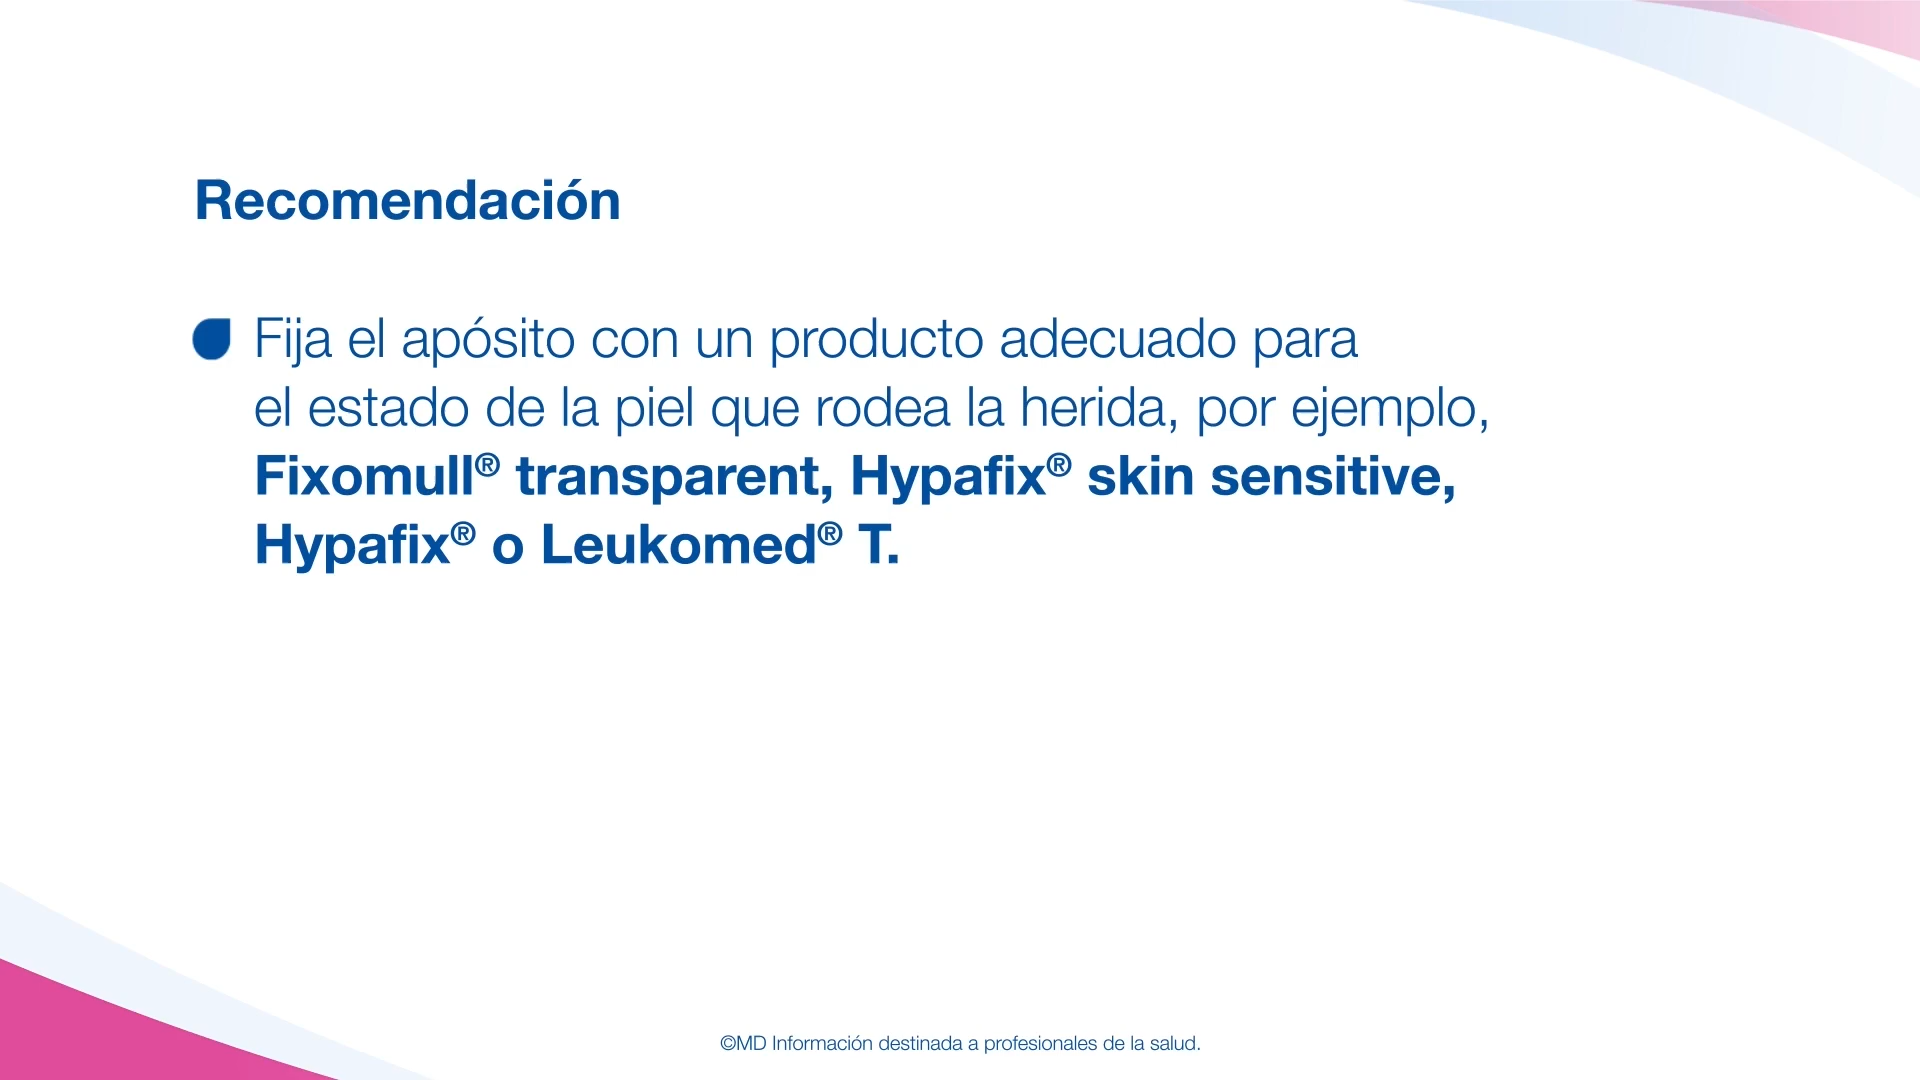 Recomendación
Fija el apósito con un producto adecuado para
el estado de la piel que rodea la herida, por ejemplo,
Fixomull® transparent, Hypafix® skin sensitive,
Hypafix® o Leukomed® T.
©MD Información destinada a profesionales de la salud.